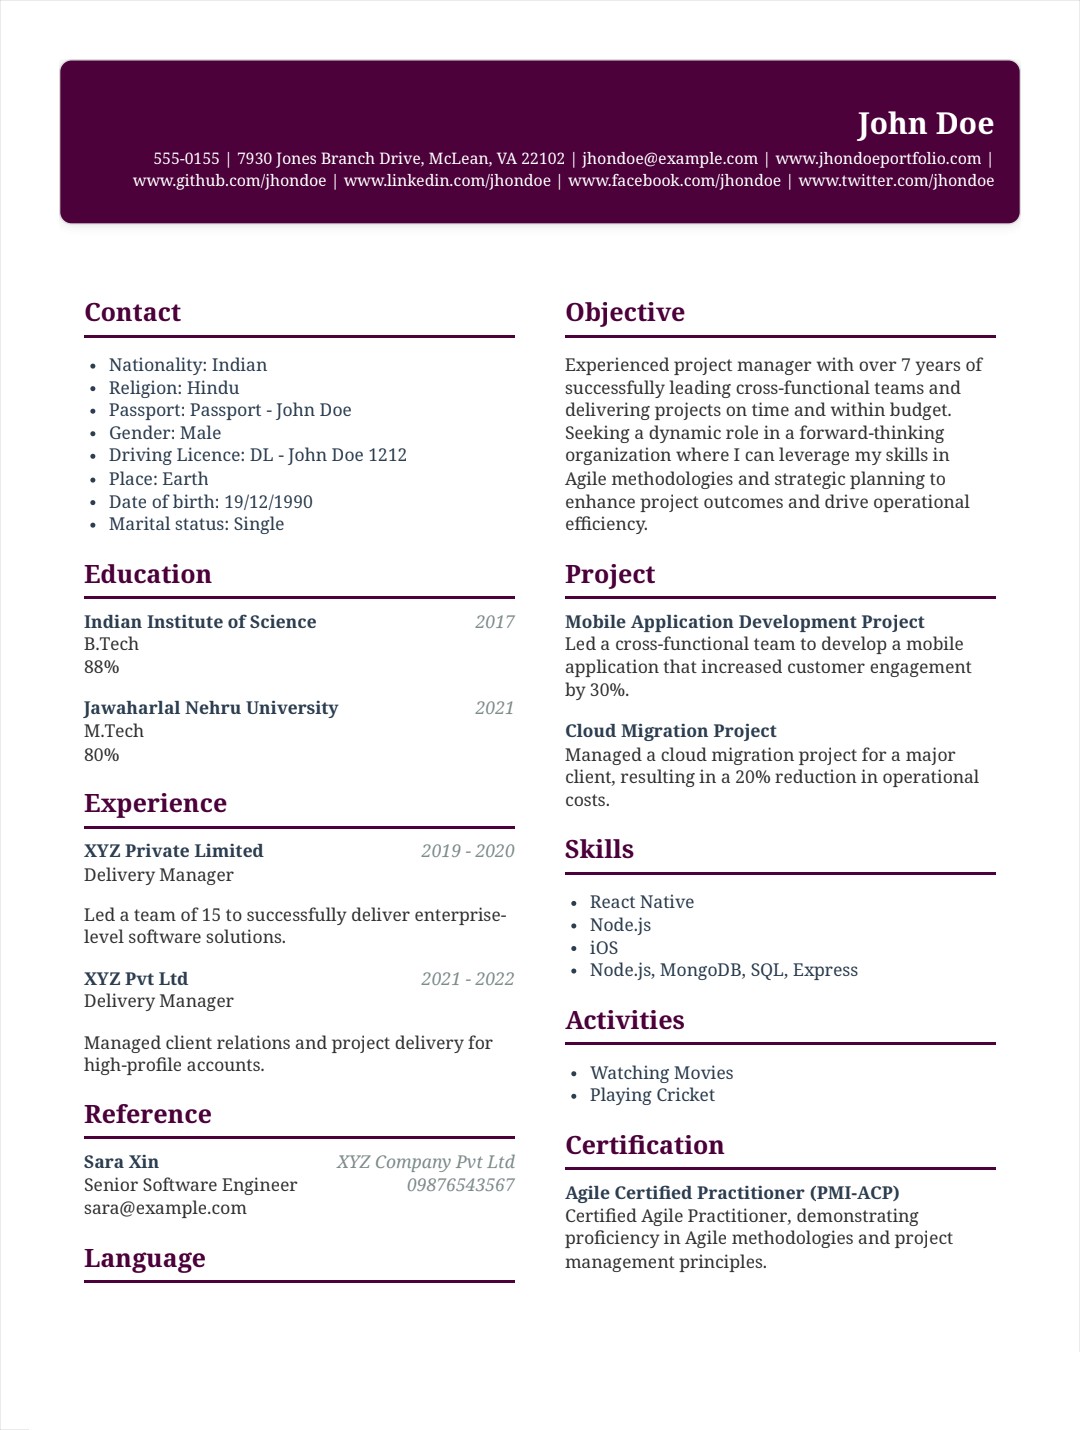 John Doe
555-0155 | 7930 Jones Branch Drive, McLean, VA 22102 | jhondoe@example.com | www.jhondoeportfolio.com |
www.github.com/jhondoe | www.linkedin.com/jhondoe | www.facebook.com/jhondoe | www.twitter.com/jhondoe
Contact
• Nationality: Indian
• Religion: Hindu
• Passport: Passport - John Doe
• Gender: Male
• Driving Licence: DL - John Doe 1212
• Place: Earth
• Date of birth: 19/12/1990
• Marital status: Single
Education
Indian Institute of Science 2017
B.Tech
88%
Jawaharlal Nehru University 2021
M.Tech
80%
Experience
XYZ Private Limited 2019 - 2020
Delivery Manager
Led a team of 15 to successfully deliver enterprise-
level software solutions.
XYZ Pvt Ltd 2021 - 2022
Delivery Manager
Managed client relations and project delivery for
high-profile accounts.
Reference
Sara Xin XYZ Company Pvt Ltd
Senior Software Engineer 09876543567
sara@example.com
Language
Objective
Experienced project manager with over 7 years of
successfully leading cross-functional teams and
delivering projects on time and within budget.
Seeking a dynamic role in a forward-thinking
organization where I can leverage my skills in
Agile methodologies and strategic planning to
enhance project outcomes and drive operational
efficiency.
Project
Mobile Application Development Project
Led a cross-functional team to develop a mobile
application that increased customer engagement
by 30%.
Cloud Migration Project
Managed a cloud migration project for a major
client, resulting in a 20% reduction in operational
costs.
Skills
• React Native
• Node.js
• iOS
• Node.js, MongoDB, SQL, Express
Activities
• Watching Movies
• Playing Cricket
Certification
Agile Certified Practitioner (PMI-ACP)
Certified Agile Practitioner, demonstrating
proficiency in Agile methodologies and project
management principles.